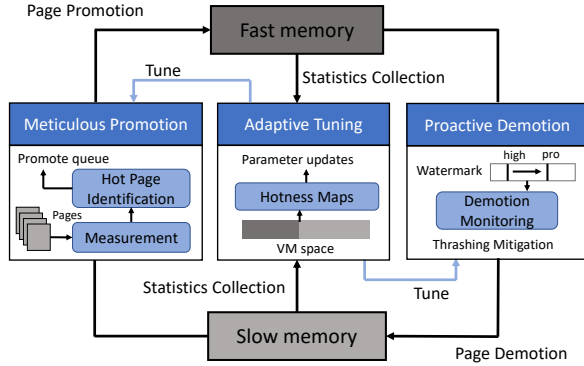 Page Promotion
Fast memory
Tune
Statistics Collection
Meticulous Promotion
Adaptive Tuning
Proactive Demotion
Promote queue
Hot Page
Identification
Pages
Measurement
Parameter updates
Hotness Maps
VM space
high
pro
Watermark
Demotion
Monitoring
Thrashing Mitigation
Statistics Collection
Tune
Slow memory
Page Demotion